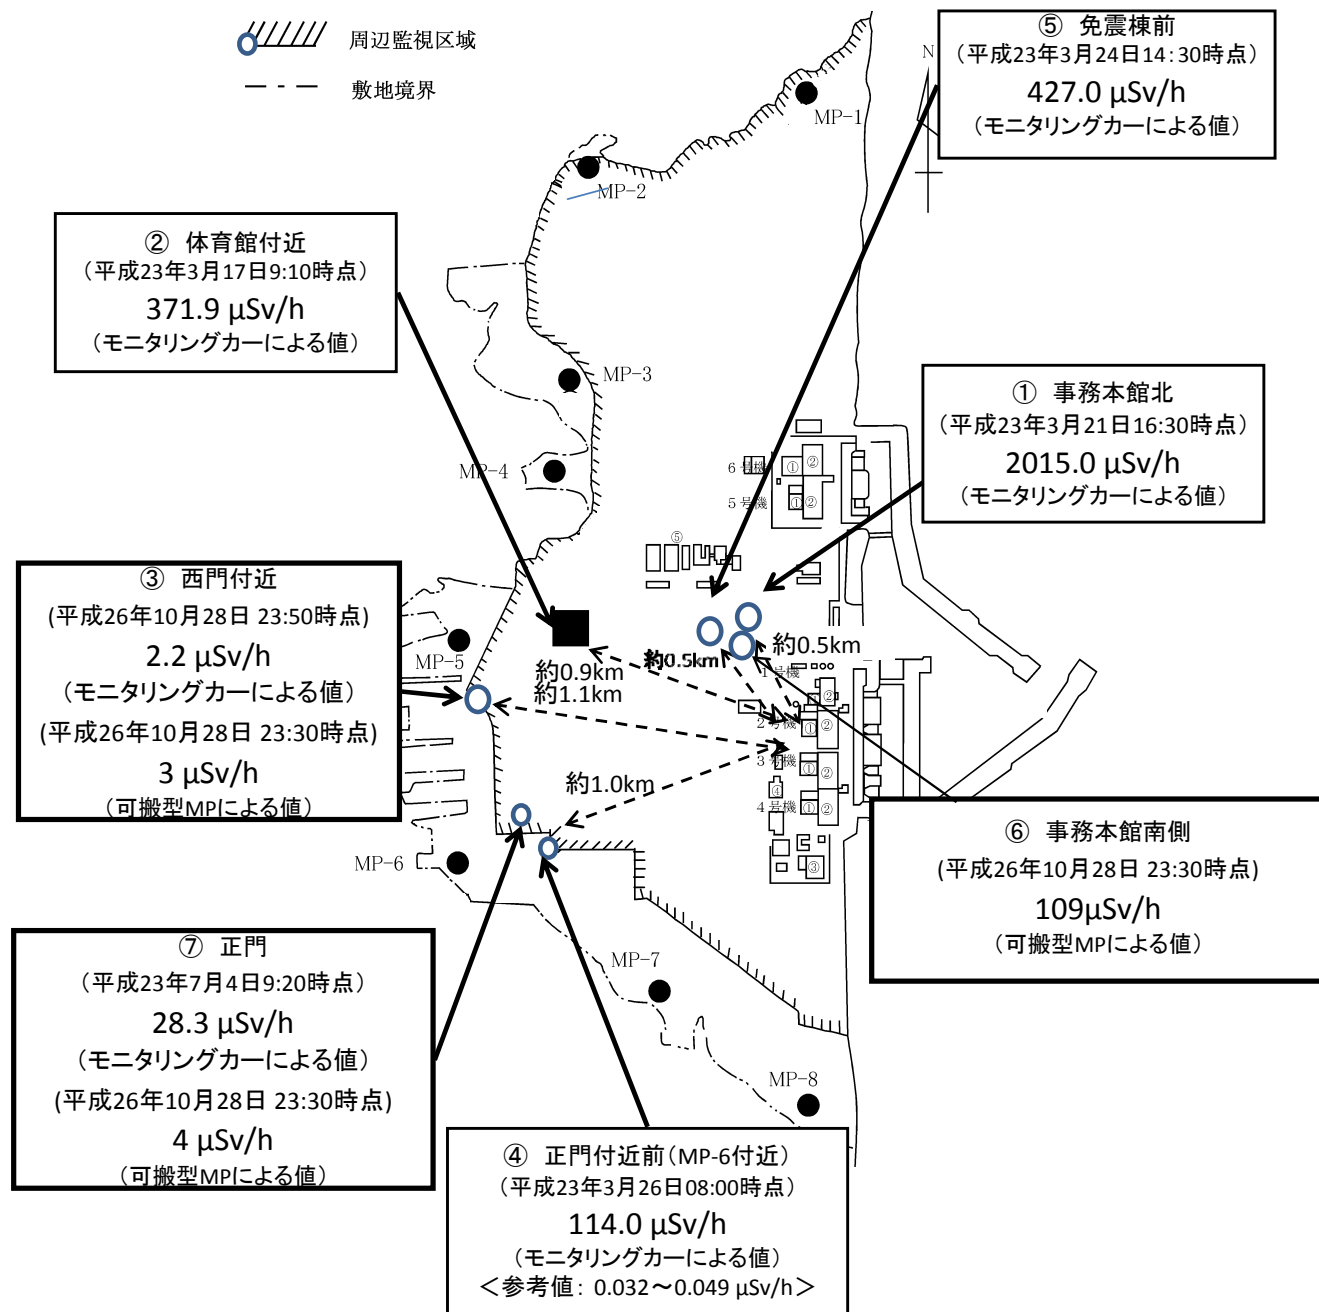 周辺監視区域
敷地境界
⑤ 免震棟前
(平成23年3月24日14:30時点)
427.0 μSv/h
(モニタリングカーによる値)
N
MP-1
MP-2
② 体育館付近
(平成23年3月17日9:10時点)
371.9 μSv/h
(モニタリングカーによる値)
MP-3
① 事務本館北
(平成23年3月21日16:30時点)
2015.0 μSv/h
(モニタリングカーによる値)
MP-4
6号機
① ②
5号機
① ②
⑤
③ 西門付近
(平成26年10月28日 23:50時点)
2.2 μSv/h
(モニタリングカーによる値)
(平成26年10月28日 23:30時点)
3 μSv/h
(可搬型MPによる値)
MP-5
約0.9km
約1.1km
約0.5km
約0.5km
1号機
②
2号機
① ②
3号機
① ②
④
4号機
① ②
③
約1.0km
MP-6
⑥ 事務本館南側
(平成26年10月28日 23:30時点)
109μSv/h
(可搬型MPによる値)
⑦ 正門
(平成23年7月4日9:20時点)
28.3 μSv/h
(モニタリングカーによる値)
(平成26年10月28日 23:30時点)
4 μSv/h
(可搬型MPによる値)
MP-7
MP-8
④ 正門付近前(MP-6付近)
(平成23年3月26日08:00時点)
114.0 μSv/h
(モニタリングカーによる値)
<参考値: 0.032~0.049 μSv/h>